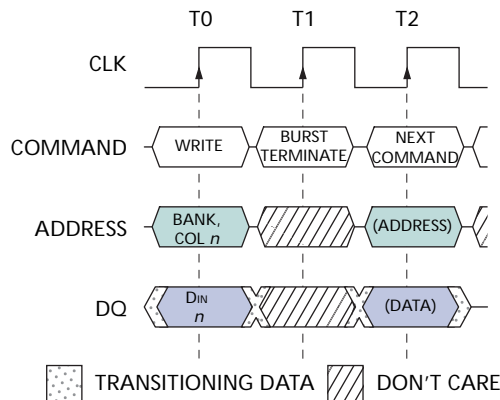 T0 T1 T2
CLK
COMMAND WRITE BURST TERMINATE NEXT COMMAND
ADDRESS BANK, COL n (ADDRESS)
DQ DIN n (DATA)
TRANSITIONING DATA DON'T CARE